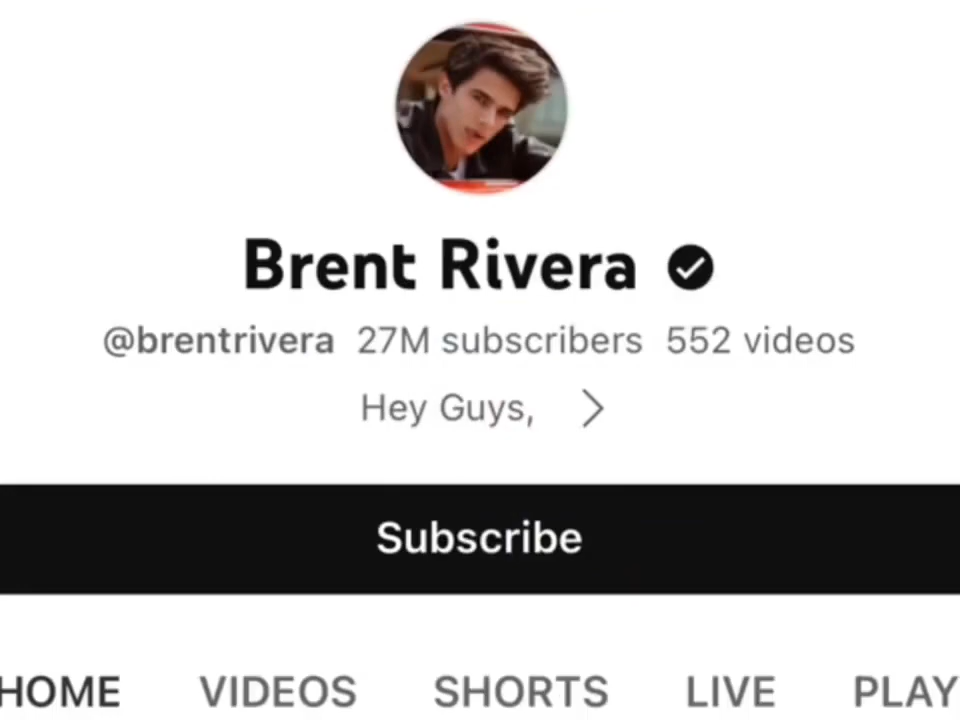 Brent Rivera
@brentrivera 27M subscribers 552 videos
Hey Guys,
Subscribe
HOME VIDEOS SHORTS LIVE PLAY